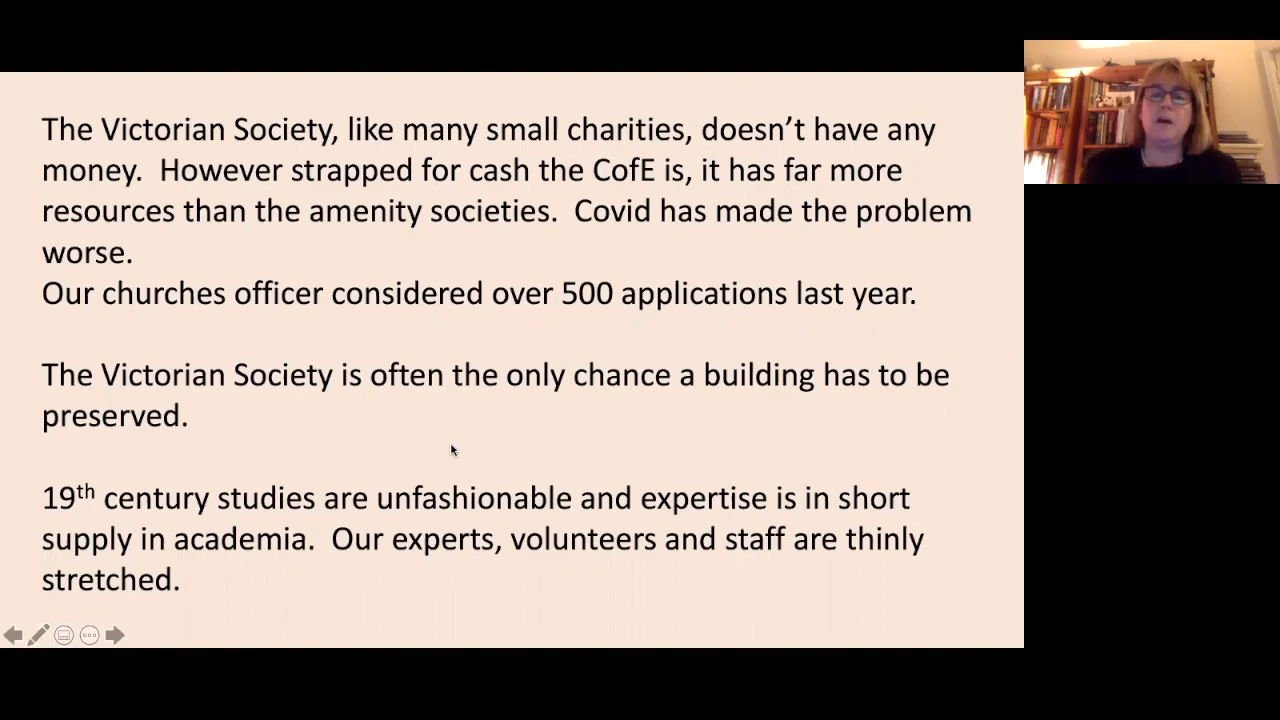 The Victorian Society, like many small charities, doesn’t have any
money.  However strapped for cash the CofE is, it has far more
resources than the amenity societies.  Covid has made the problem
worse.
Our churches officer considered over 500 applications last year.
The Victorian Society is often the only chance a building has to be
preserved.
19th century studies are unfashionable and expertise is in short
supply in academia.  Our experts, volunteers and staff are thinly
stretched.